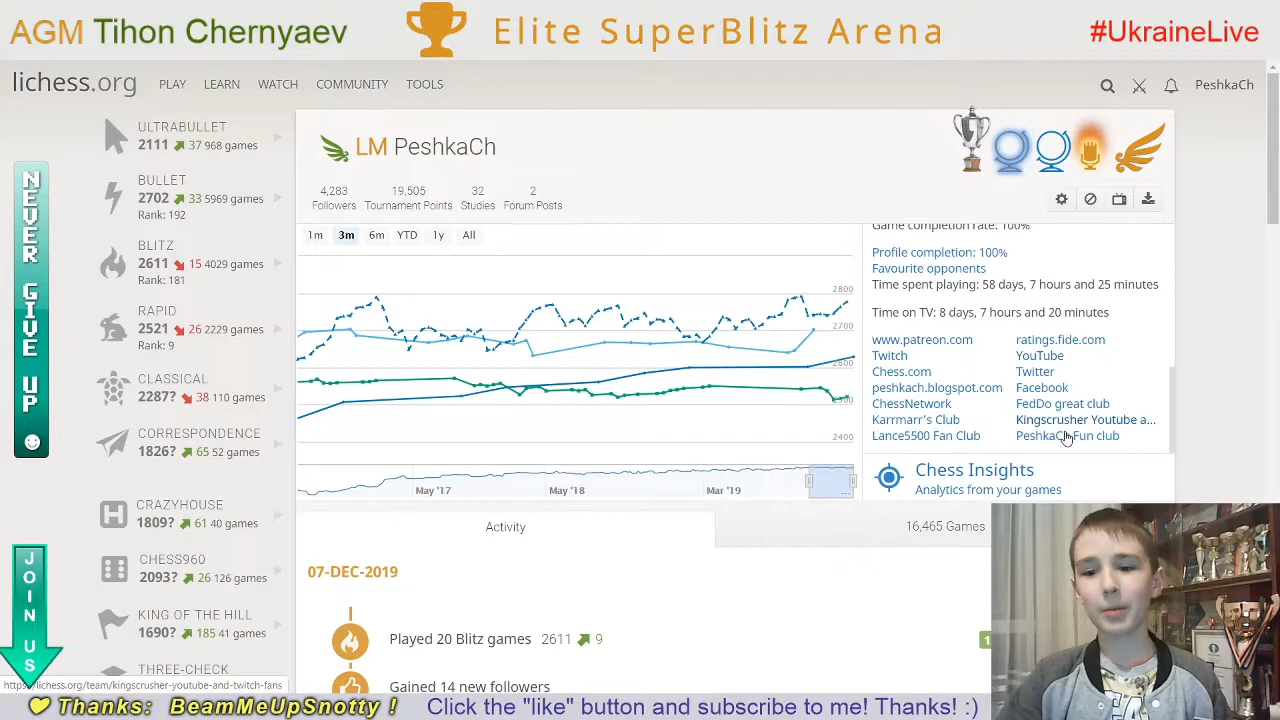 AGM Tihon Chernyaev
Elite SuperBlitz Arena
#UkraineLive
lichess.org
PLAY LEARN WATCH COMMUNITY TOOLS
PeshkaCh
NEVER GIVE UP
JOIN US
ULTRABULLET
2111 37 968 games
BULLET
2702 33 5969 games
Rank: 192
BLITZ
2611 15 4029 games
Rank: 181
RAPID
2521 26 2229 games
Rank: 9
CLASSICAL
2287? 38 110 games
CORRESPONDENCE
1826? 65 52 games
CRAZYHOUSE
1809? 61 40 games
CHESS960
2093? 26 126 games
KING OF THE HILL
1690? 185 41 games
THREE-CHECK
https://lichess.org/team/kingscrusher-youtube-and-twitch-fans
LM PeshkaCh
4,283 19,505 32 2
Followers Tournament Points Studies Forum Posts
1m 3m 6m YTD 1y All
2800
2700
2600
2500
2400
May '17 May '18 Mar '19 ...
Game completion rate: 100%
Profile completion: 100%
Favourite opponents
Time spent playing: 58 days, 7 hours and 25 minutes
Time on TV: 8 days, 7 hours and 20 minutes
www.patreon.com ratings.fide.com
Twitch YouTube
Chess.com Twitter
peshkach.blogspot.com Facebook
ChessNetwork FedDo great club
Karrmarr's Club Kingscrusher Youtube a...
Lance5500 Fan Club PeshkaCh Fun club
Chess Insights
Analytics from your games
Activity 16,465 Games
07-DEC-2019
Played 20 Blitz games 2611 9
Gained 14 new followers
Thanks: BeamMeUpSnotty ! Click the "like" button and subscribe to me! Thanks! :)